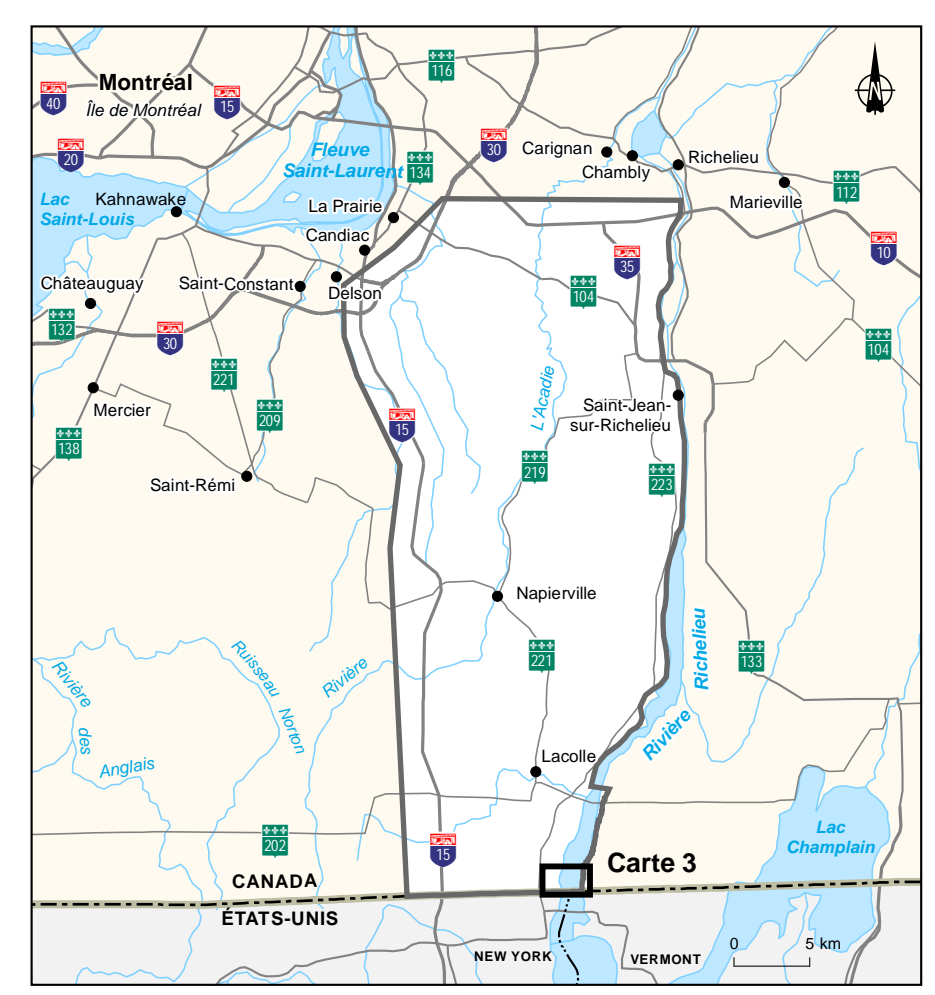 116
Montréal
40
Île de Montréal
15
30
Fleuve
Saint-Laurent
Carignan
Chambly
Richelieu
20
134
Marieville
112
Lac
Saint-Louis
Kahnawake
La Prairie
Candiac
10
35
Châteauguay
Saint-Constant
Delson
104
132
30
104
221
Mercier
209
15
L'Acadie
Saint-Jean-
sur-Richelieu
138
Saint-Rémi
219
223
Napierville
Rivière
des
Anglais
Ruisseau Norton
Rivière
221
Rivière Richelieu
133
Lacolle
202
15
Lac
Champlain
Carte 3
CANADA
ÉTATS-UNIS
NEW YORK
VERMONT
0 5 km